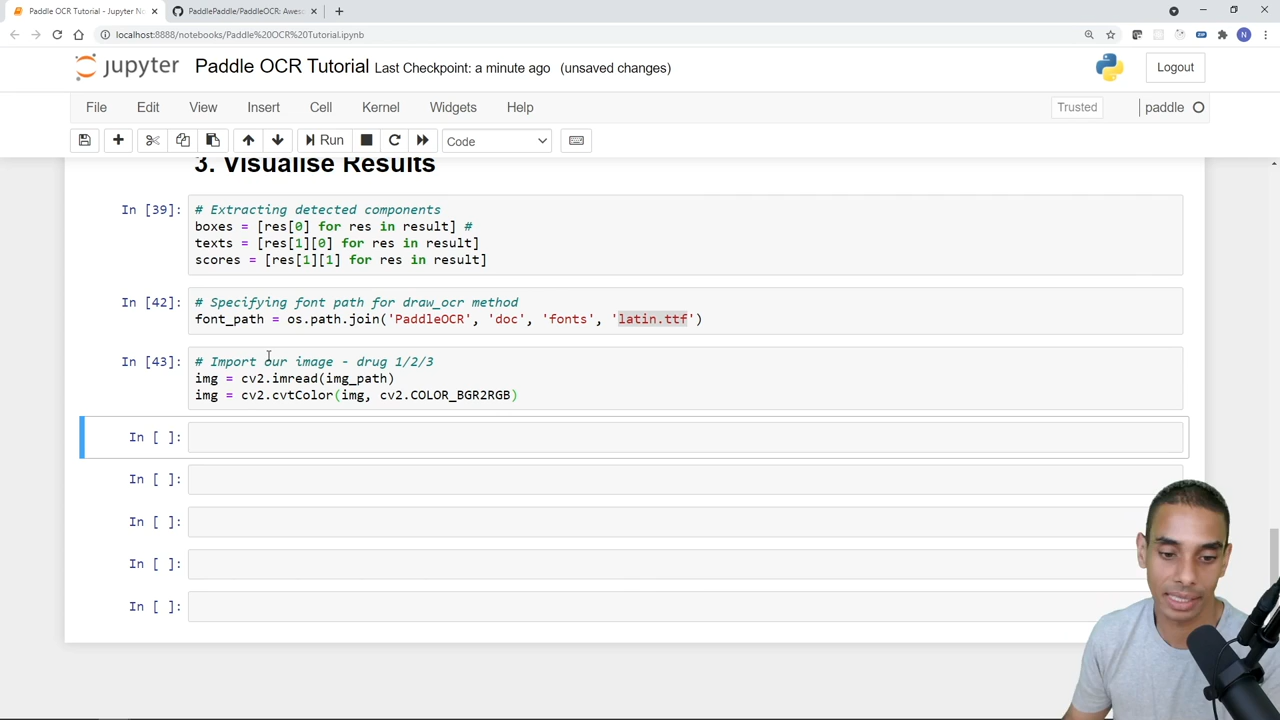 Paddle OCR Tutorial - Jupyter No
PaddlePaddle/PaddleOCR: Awes
localhost:8888/notebooks/Paddle%20OCR%20Tutorial.ipynb
jupyter Paddle OCR Tutorial Last Checkpoint: a minute ago (unsaved changes)
Logout
File Edit View Insert Cell Kernel Widgets Help
Trusted
paddle
Run
Code
3. Visualise Results
In [39]:
# Extracting detected components
boxes = [res[0] for res in result] #
texts = [res[1][0] for res in result]
scores = [res[1][1] for res in result]
In [42]:
# Specifying font path for draw_ocr method
font_path = os.path.join('PaddleOCR', 'doc', 'fonts', 'latin.ttf')
In [43]:
# Import our image - drug 1/2/3
img = cv2.imread(img_path)
img = cv2.cvtColor(img, cv2.COLOR_BGR2RGB)
In [ ]:
In [ ]:
In [ ]:
In [ ]:
In [ ]: